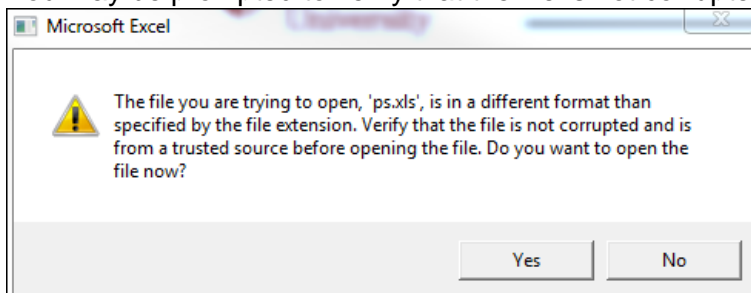 Microsoft Excel
University
The file you are trying to open, 'ps.xls', is in a different format than
specified by the file extension. Verify that the file is not corrupted and is
from a trusted source before opening the file. Do you want to open the
file now?
Yes
No